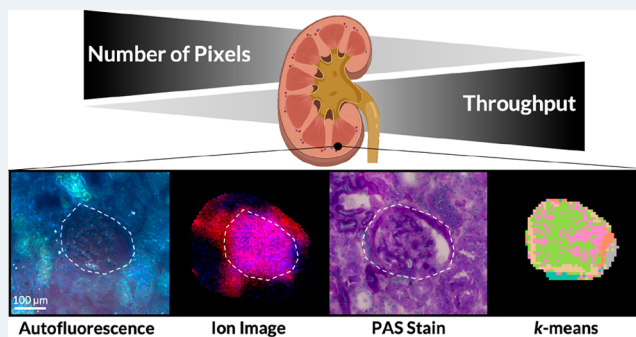 Number of Pixels
Throughput
100 μm
Autofluorescence
Ion Image
PAS Stain
k-means